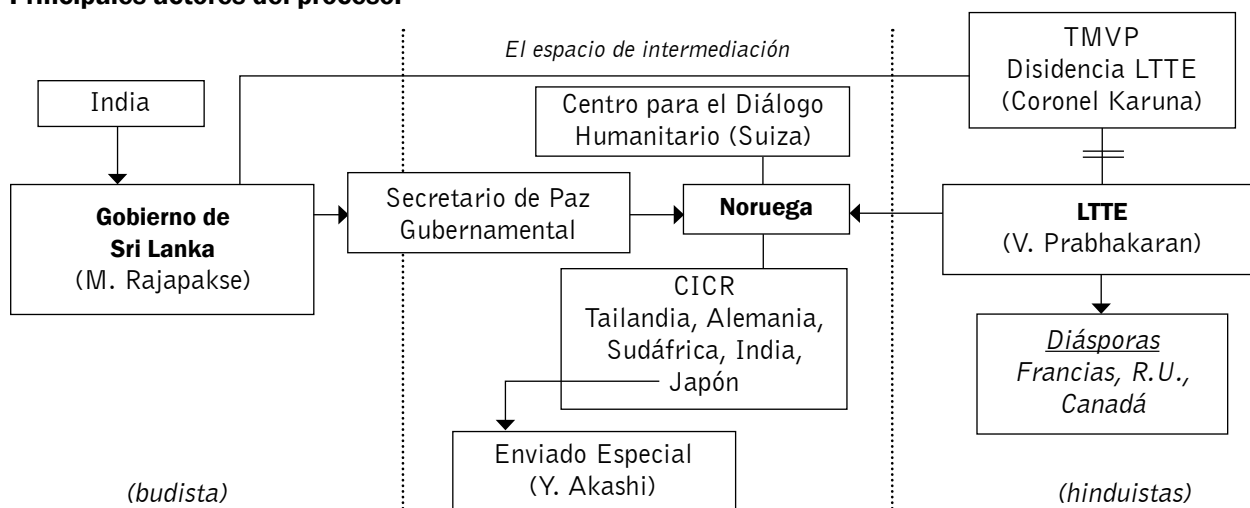 Principales actores del proceso.
El espacio de intermediación
India
Gobierno de
Sri Lanka
(M. Rajapakse)
Secretario de Paz
Gubernamental
Centro para el Diálogo
Humanitario (Suiza)
Noruega
CICR
Tailandia, Alemania,
Sudáfrica, India,
Japón
Enviado Especial
(Y. Akashi)
TMVP
Disidencia LTTE
(Coronel Karuna)
LTTE
(V. Prabhakaran)
Diásporas
Francias, R.U.,
Canadá
(budista)
(hinduistas)